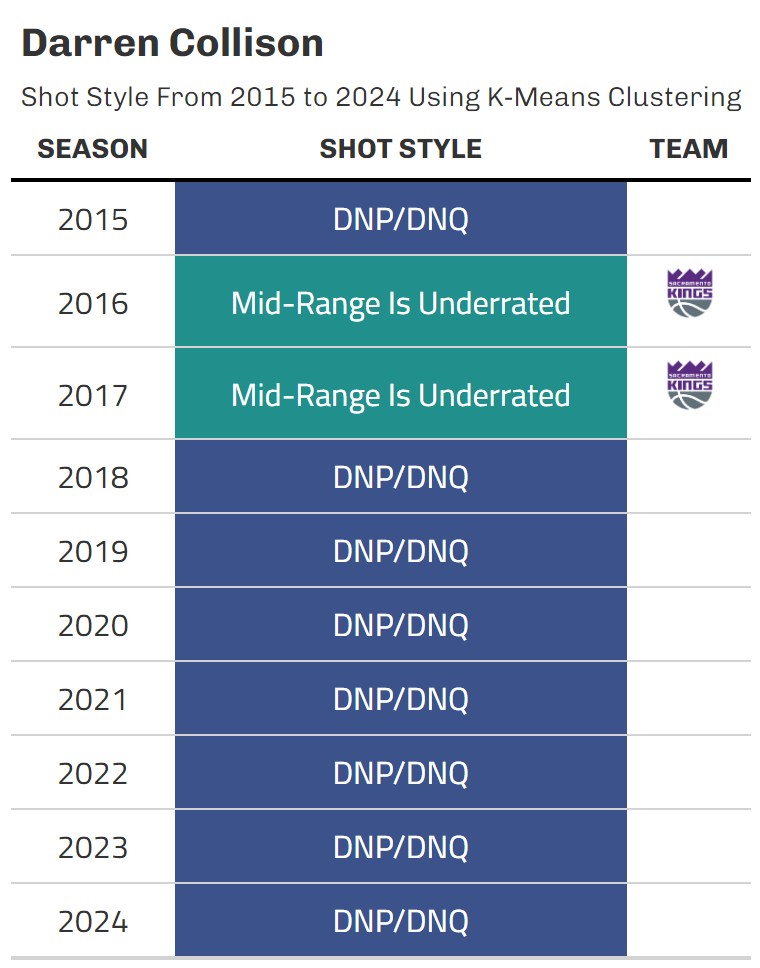 Darren Collison
Shot Style From 2015 to 2024 Using K-Means Clustering
SEASON SHOT STYLE TEAM
2015 DNP/DNQ
2016 Mid-Range Is Underrated SACRAMENTO KINGS
2017 Mid-Range Is Underrated SACRAMENTO KINGS
2018 DNP/DNQ
2019 DNP/DNQ
2020 DNP/DNQ
2021 DNP/DNQ
2022 DNP/DNQ
2023 DNP/DNQ
2024 DNP/DNQ